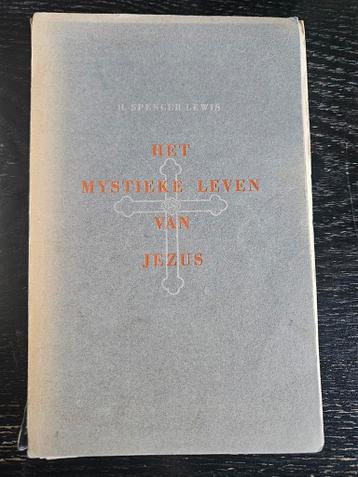 H. SPENCER LEWIS
HET
MYSTIEKE LEVEN
VAN
JEZUS